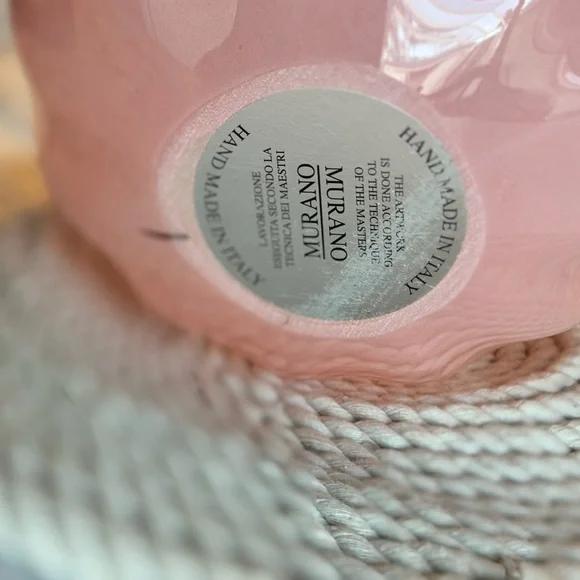 HAND MADE IN ITALY
THE ARTWORK
IS DONE ACCORDING
TO THE TECHNIQUE
OF THE MASTERS
MURANO
MURANO
LAVORAZIONE
ESEGUITA SECONDO LA
TECNICA DEI MAESTRI
HAND MADE IN ITALY